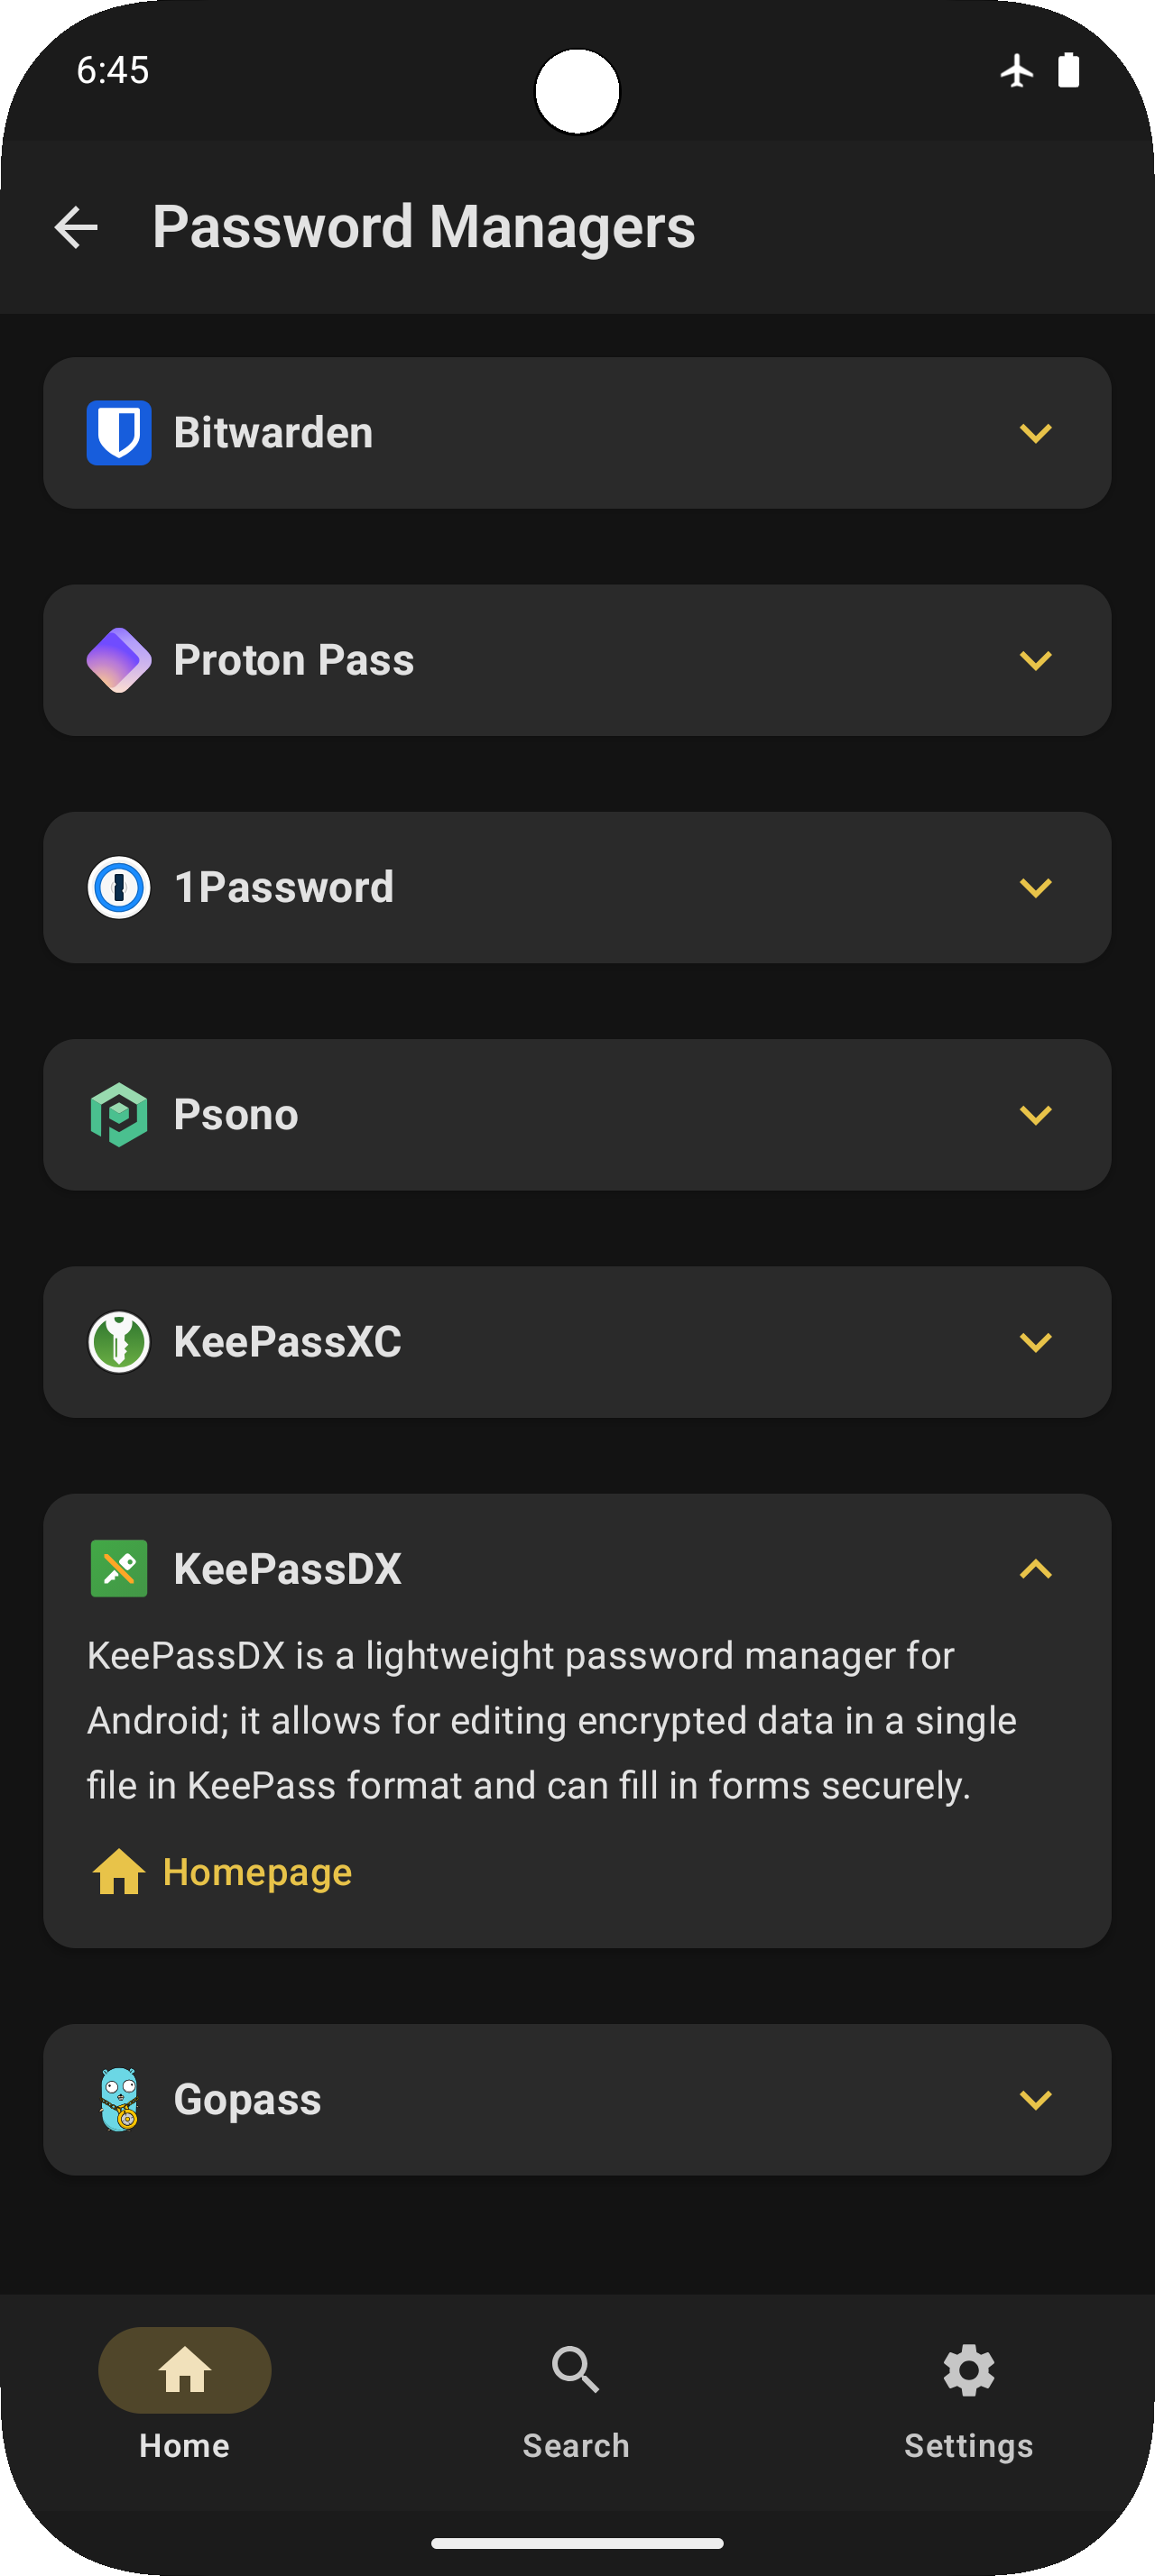 6:45
Password Managers
Bitwarden
Proton Pass
1Password
Psono
KeePassXC
KeePassDX
KeePassDX is a lightweight password manager for
Android; it allows for editing encrypted data in a single
file in KeePass format and can fill in forms securely.
Homepage
Gopass
Home
Search
Settings